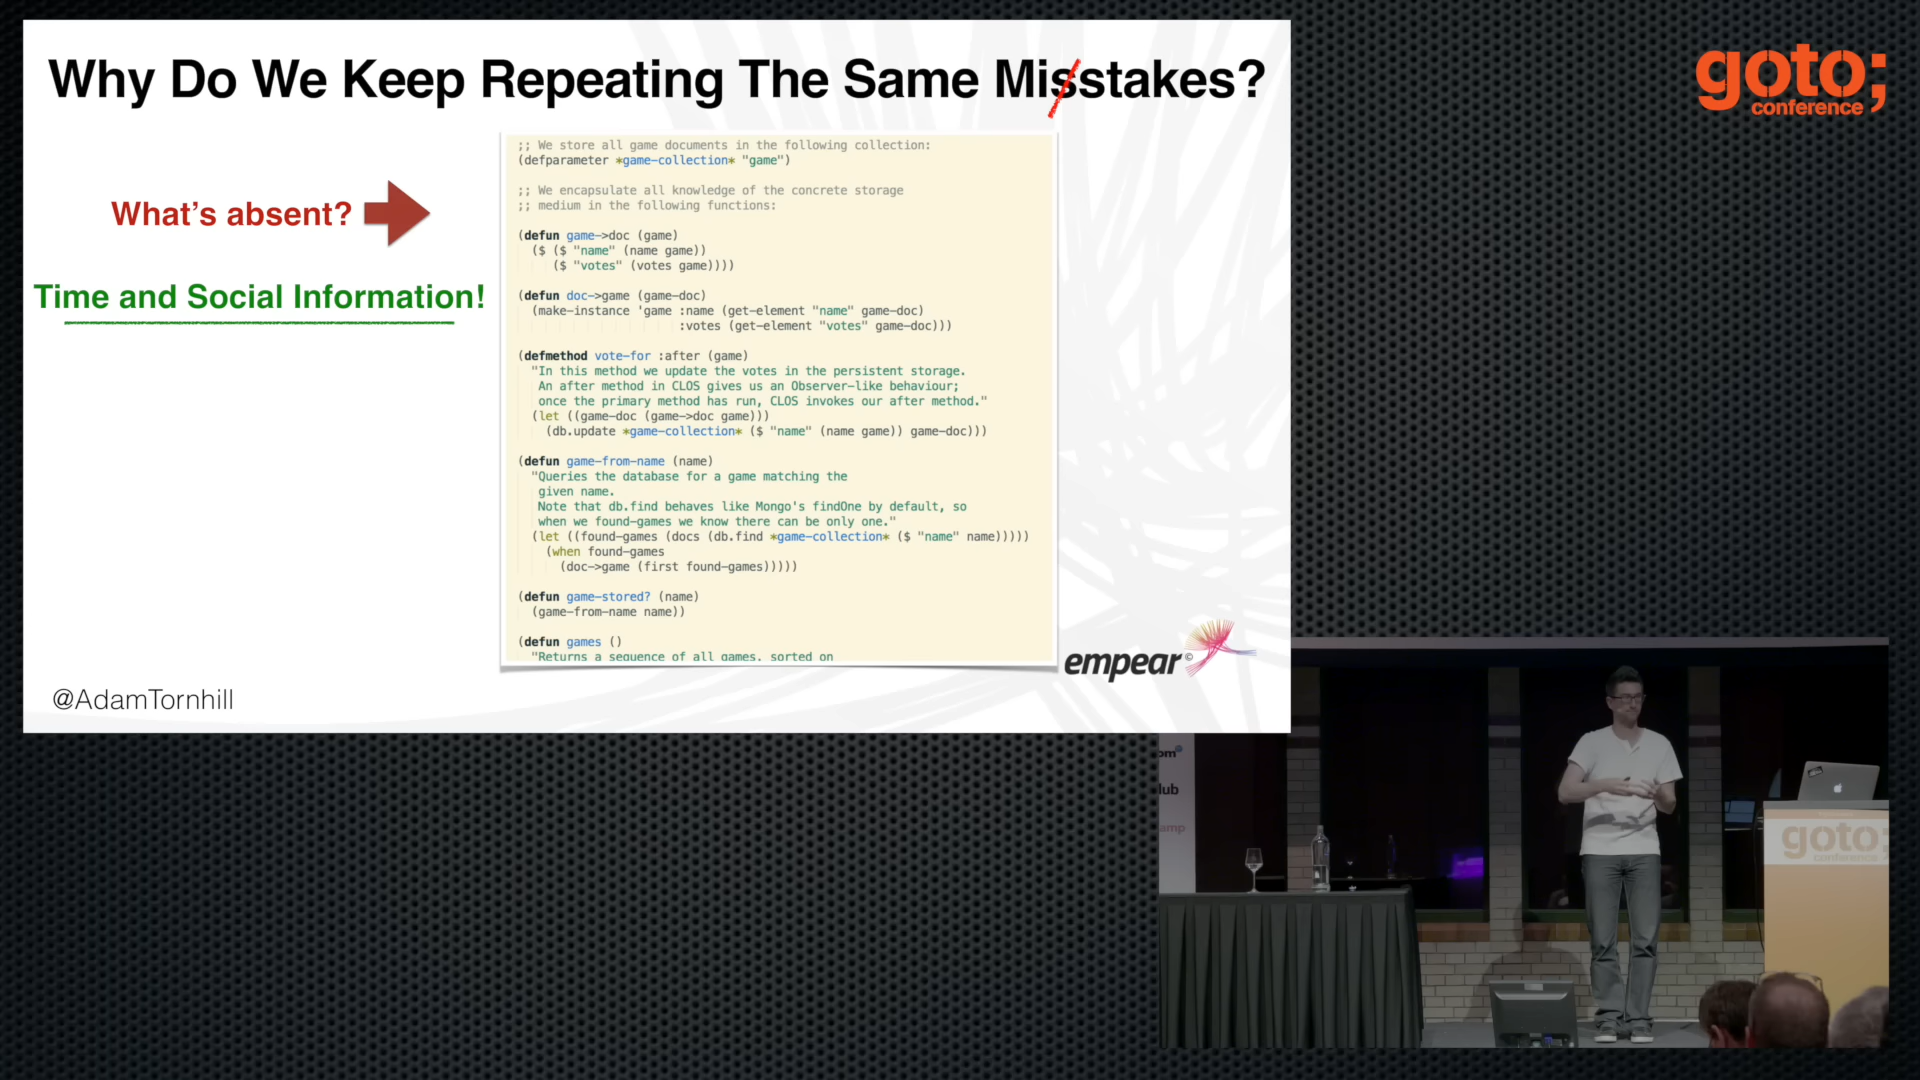 Why Do We Keep Repeating The Same Misstakes?
goto;
conference
What's absent?
Time and Social Information!
;; We store all game documents in the following collection:
(defparameter *game-collection* "game")
;; We encapsulate all knowledge of the concrete storage
;; medium in the following functions:
(defun game->doc (game)
($ ($ "name" (name game))
($ "votes" (votes game))))
(defun doc->game (game-doc)
(make-instance 'game :name (get-element "name" game-doc)
:votes (get-element "votes" game-doc)))
(defmethod vote-for :after (game)
"In this method we update the votes in the persistent storage.
An after method in CLOS gives us an Observer-like behaviour;
once the primary method has run, CLOS invokes our after method."
(let ((game-doc (game->doc game)))
(db.update *game-collection* ($ "name" (name game)) game-doc)))
(defun game-from-name (name)
"Queries the database for a game matching the
given name.
Note that db.find behaves like Mongo's findOne by default, so
when we found-games we know there can be only one."
(let ((found-games (docs (db.find *game-collection* ($ "name" name)))))
(when found-games
(doc->game (first found-games)))))
(defun game-stored? (name)
(game-from-name name))
(defun games ()
"Returns a sequence of all games, sorted on
empear©
@AdamTornhill
om
lub
amp
goto;
conference